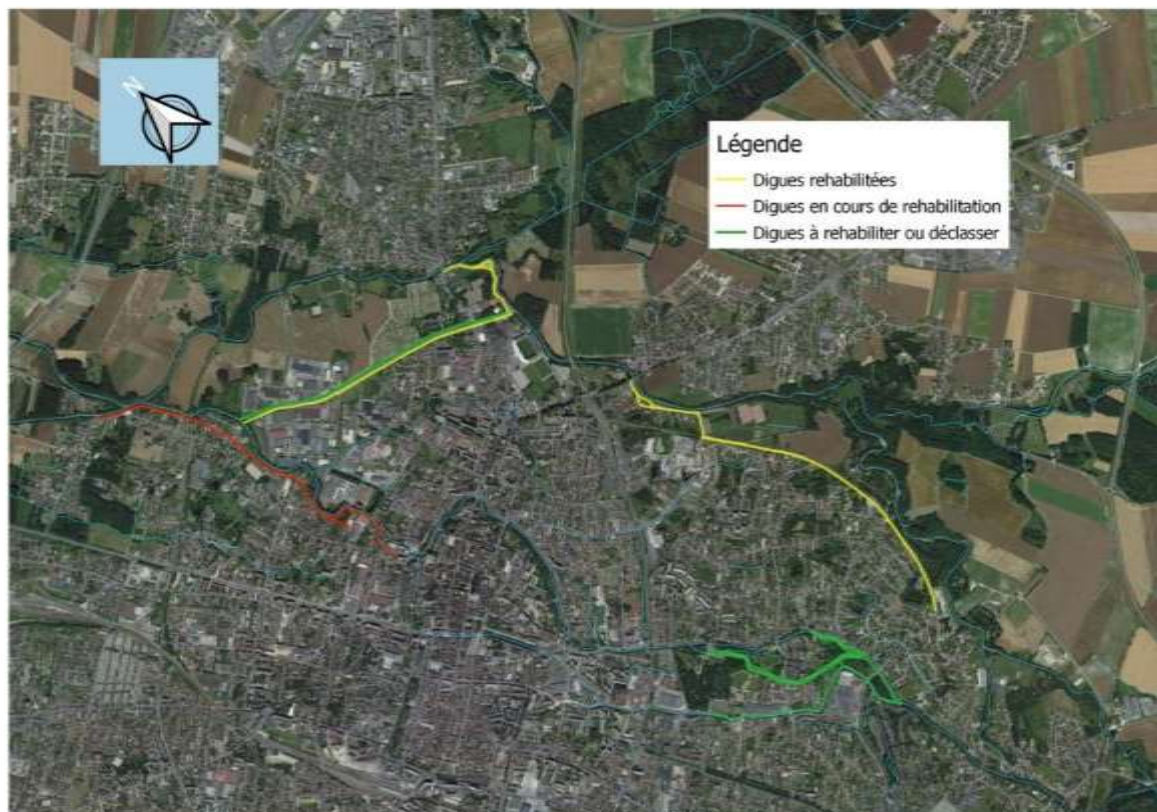 N
Légende
Digues rehabilitées
Digues en cours de rehabilitation
Digues à rehabiliter ou déclasser